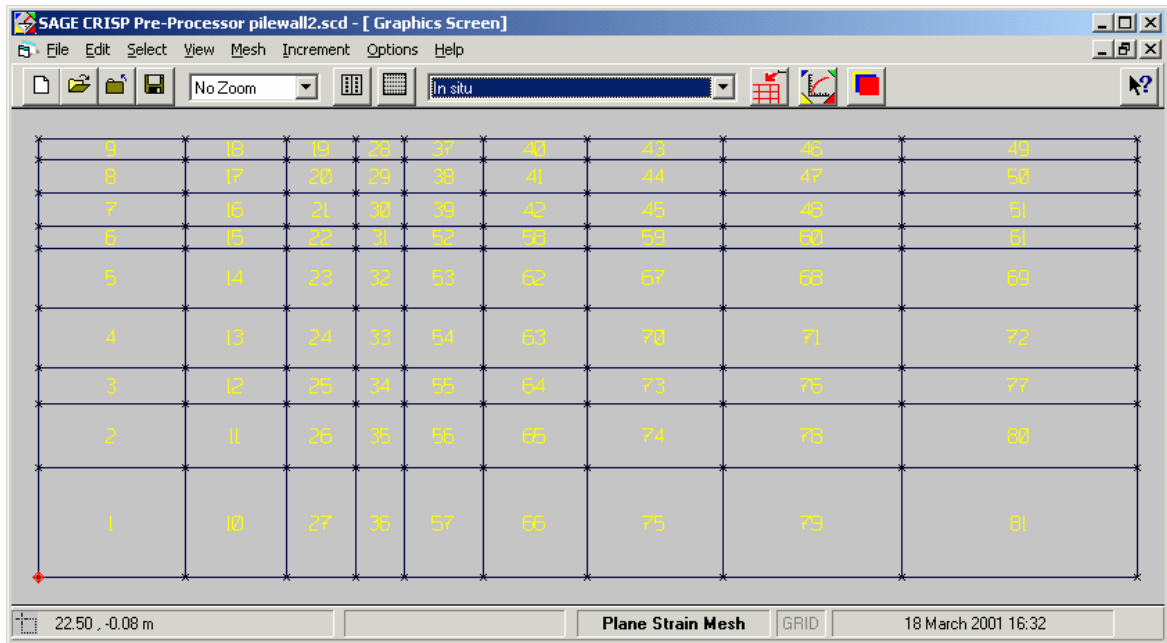 SAGE CRISP Pre-Processor pilewall2.scd - [ Graphics Screen]
File Edit Select View Mesh Increment Options Help
No Zoom In situ
9 18 19 28 37 40 43 46 49
8 17 20 29 38 41 44 47 50
7 16 21 30 39 42 45 48 51
6 15 22 31 52 58 59 60 61
5 14 23 32 53 62 67 68 69
4 13 24 33 54 63 70 71 72
3 12 25 34 55 64 73 76 77
2 11 26 35 56 65 74 78 80
1 10 27 36 57 66 75 79 81
22.50 , -0.08 m Plane Strain Mesh GRID 18 March 2001 16:32